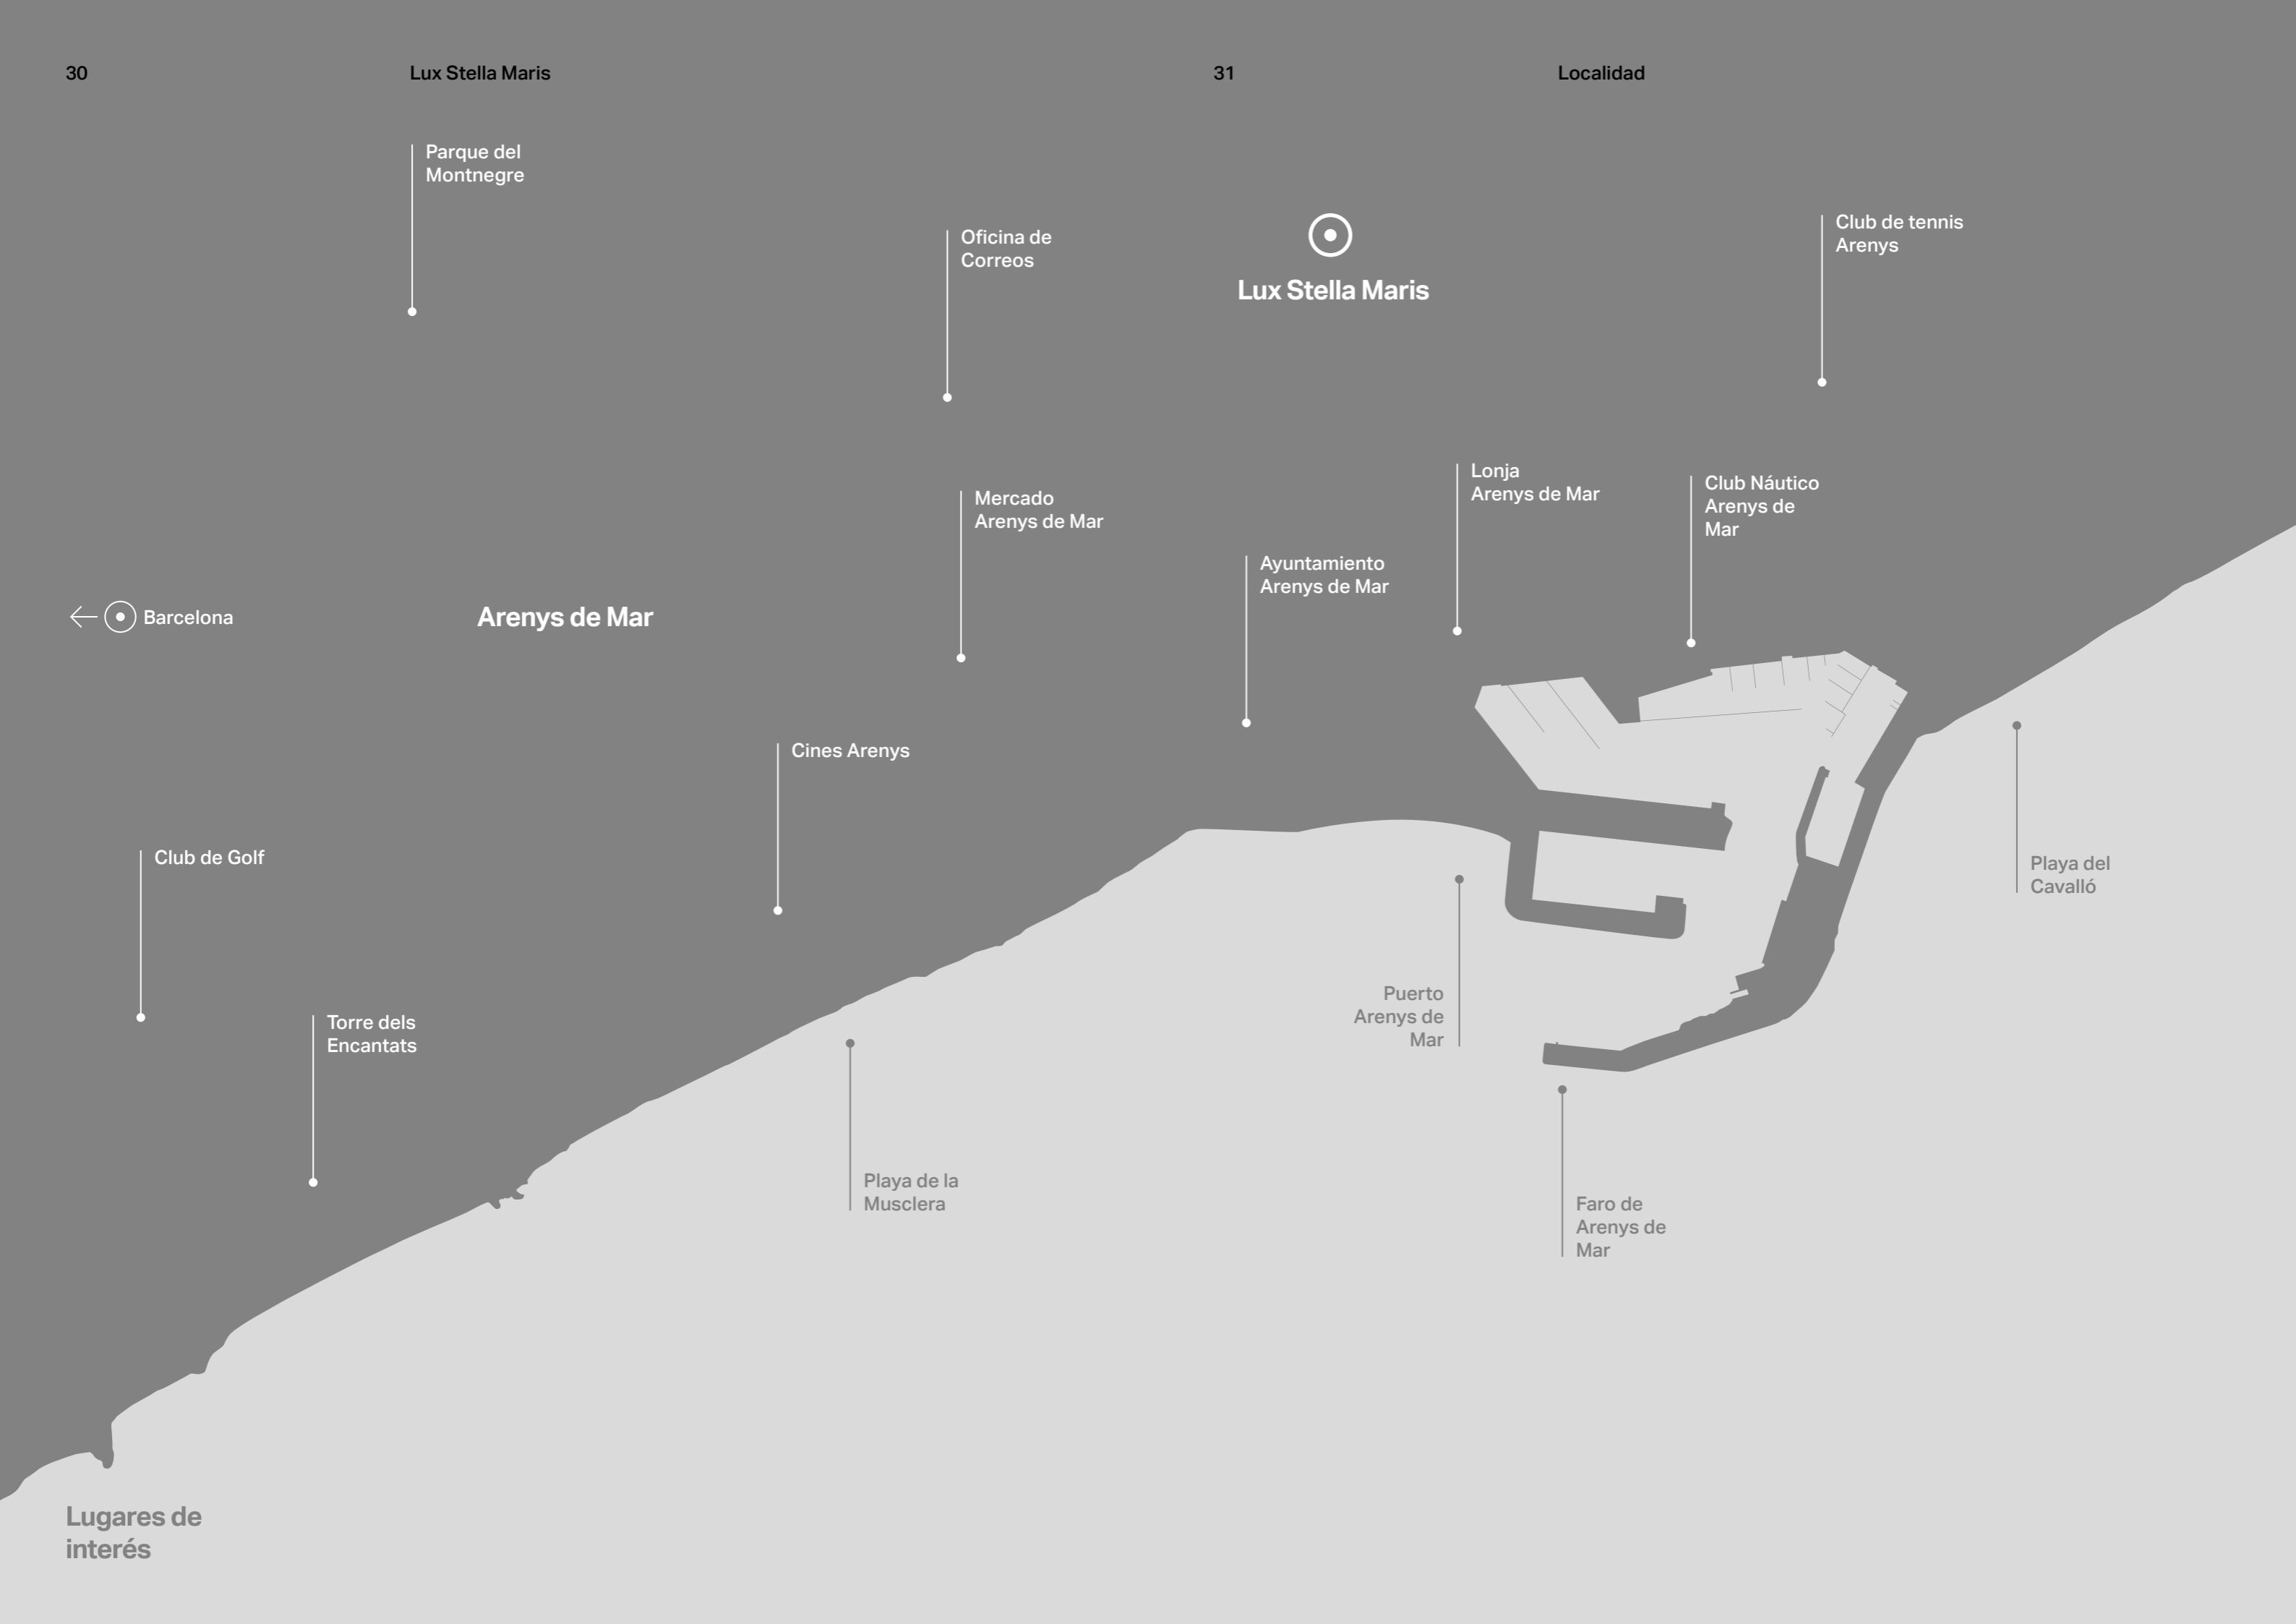 30
Lux Stella Maris
31
Localidad
Parque del
Montnegre
Oficina de
Correos
Lux Stella Maris
Club de tennis
Arenys
Mercado
Arenys de Mar
Lonja
Arenys de Mar
Club Náutico
Arenys de
Mar
Ayuntamiento
Arenys de Mar
Barcelona
Arenys de Mar
Cines Arenys
Club de Golf
Playa del
Cavalló
Puerto
Arenys de
Mar
Torre dels
Encantats
Playa de la
Musclera
Faro de
Arenys de
Mar
Lugares de
interés